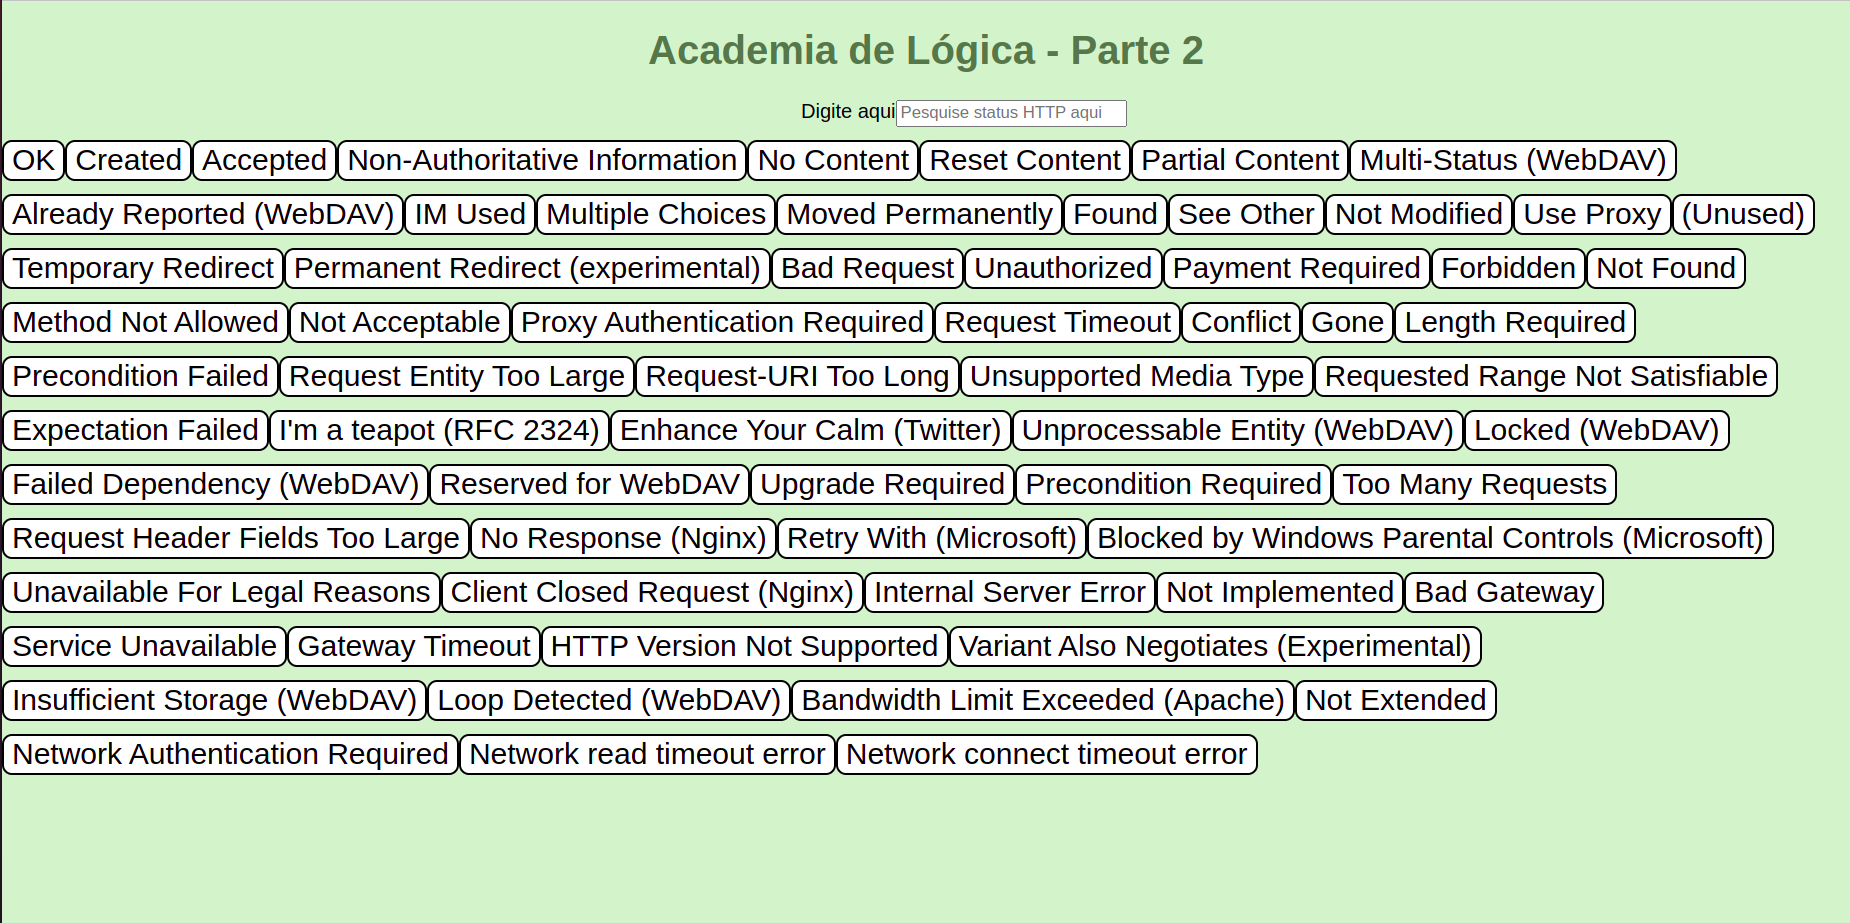 Academia de Lógica - Parte 2
Digite aqui Pesquise status HTTP aqui
OK Created Accepted Non-Authoritative Information No Content Reset Content Partial Content Multi-Status (WebDAV)
Already Reported (WebDAV) IM Used Multiple Choices Moved Permanently Found See Other Not Modified Use Proxy (Unused)
Temporary Redirect Permanent Redirect (experimental) Bad Request Unauthorized Payment Required Forbidden Not Found
Method Not Allowed Not Acceptable Proxy Authentication Required Request Timeout Conflict Gone Length Required
Precondition Failed Request Entity Too Large Request-URI Too Long Unsupported Media Type Requested Range Not Satisfiable
Expectation Failed I'm a teapot (RFC 2324) Enhance Your Calm (Twitter) Unprocessable Entity (WebDAV) Locked (WebDAV)
Failed Dependency (WebDAV) Reserved for WebDAV Upgrade Required Precondition Required Too Many Requests
Request Header Fields Too Large No Response (Nginx) Retry With (Microsoft) Blocked by Windows Parental Controls (Microsoft)
Unavailable For Legal Reasons Client Closed Request (Nginx) Internal Server Error Not Implemented Bad Gateway
Service Unavailable Gateway Timeout HTTP Version Not Supported Variant Also Negotiates (Experimental)
Insufficient Storage (WebDAV) Loop Detected (WebDAV) Bandwidth Limit Exceeded (Apache) Not Extended
Network Authentication Required Network read timeout error Network connect timeout error